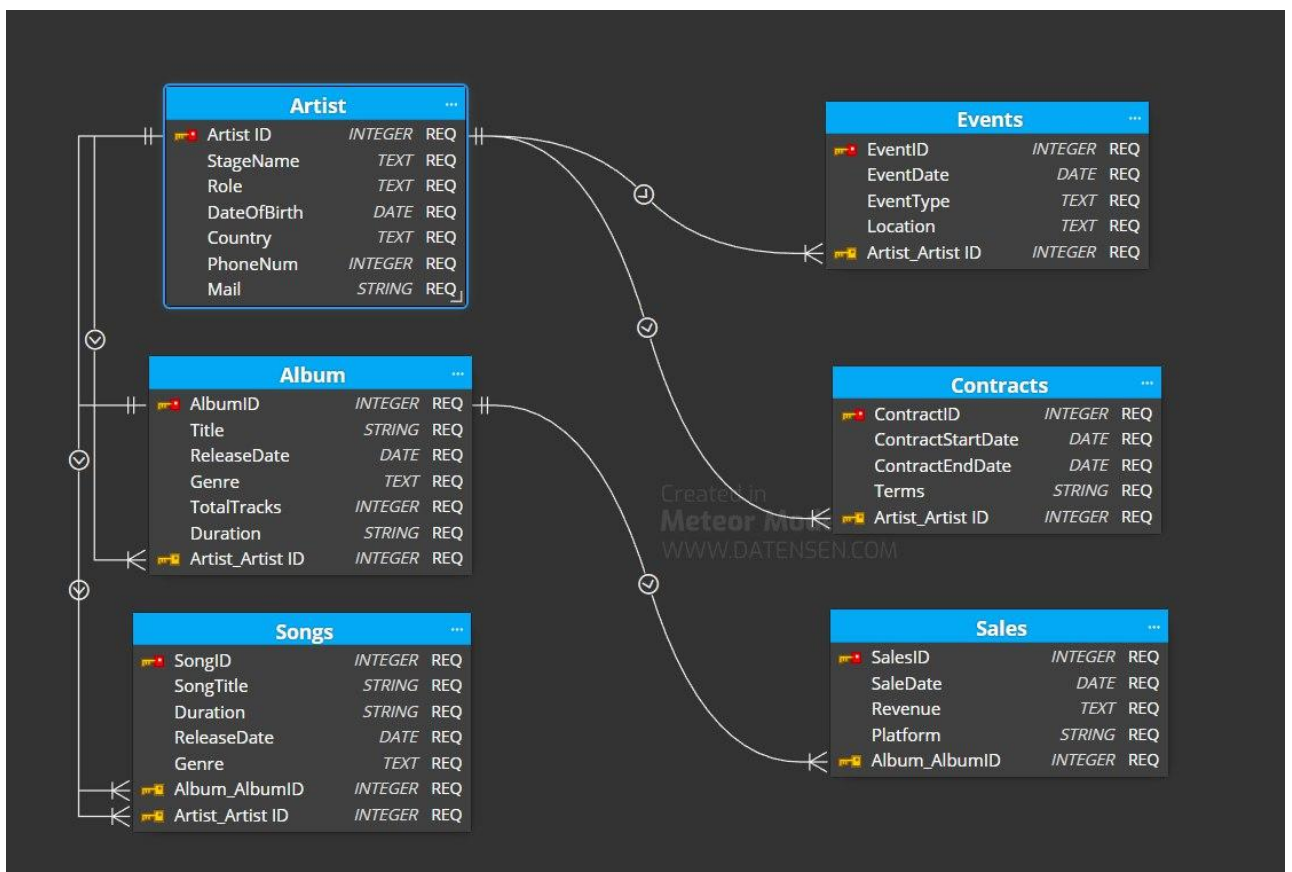 Artist ...
Artist ID INTEGER REQ
StageName TEXT REQ
Role TEXT REQ
DateOfBirth DATE REQ
Country TEXT REQ
PhoneNum INTEGER REQ
Mail STRING REQ
Album ...
AlbumID INTEGER REQ
Title STRING REQ
ReleaseDate DATE REQ
Genre TEXT REQ
TotalTracks INTEGER REQ
Duration STRING REQ
Artist_Artist ID INTEGER REQ
Songs ...
SongID INTEGER REQ
SongTitle STRING REQ
Duration STRING REQ
ReleaseDate DATE REQ
Genre TEXT REQ
Album_AlbumID INTEGER REQ
Artist_Artist ID INTEGER REQ
Events ...
EventID INTEGER REQ
EventDate DATE REQ
EventType TEXT REQ
Location TEXT REQ
Artist_Artist ID INTEGER REQ
Contracts ...
ContractID INTEGER REQ
ContractStartDate DATE REQ
ContractEndDate DATE REQ
Terms STRING REQ
Artist_Artist ID INTEGER REQ
Created in
Meteor
WWW.DATENSEN.COM
Sales ...
SalesID INTEGER REQ
SaleDate DATE REQ
Revenue TEXT REQ
Platform STRING REQ
Album_AlbumID INTEGER REQ